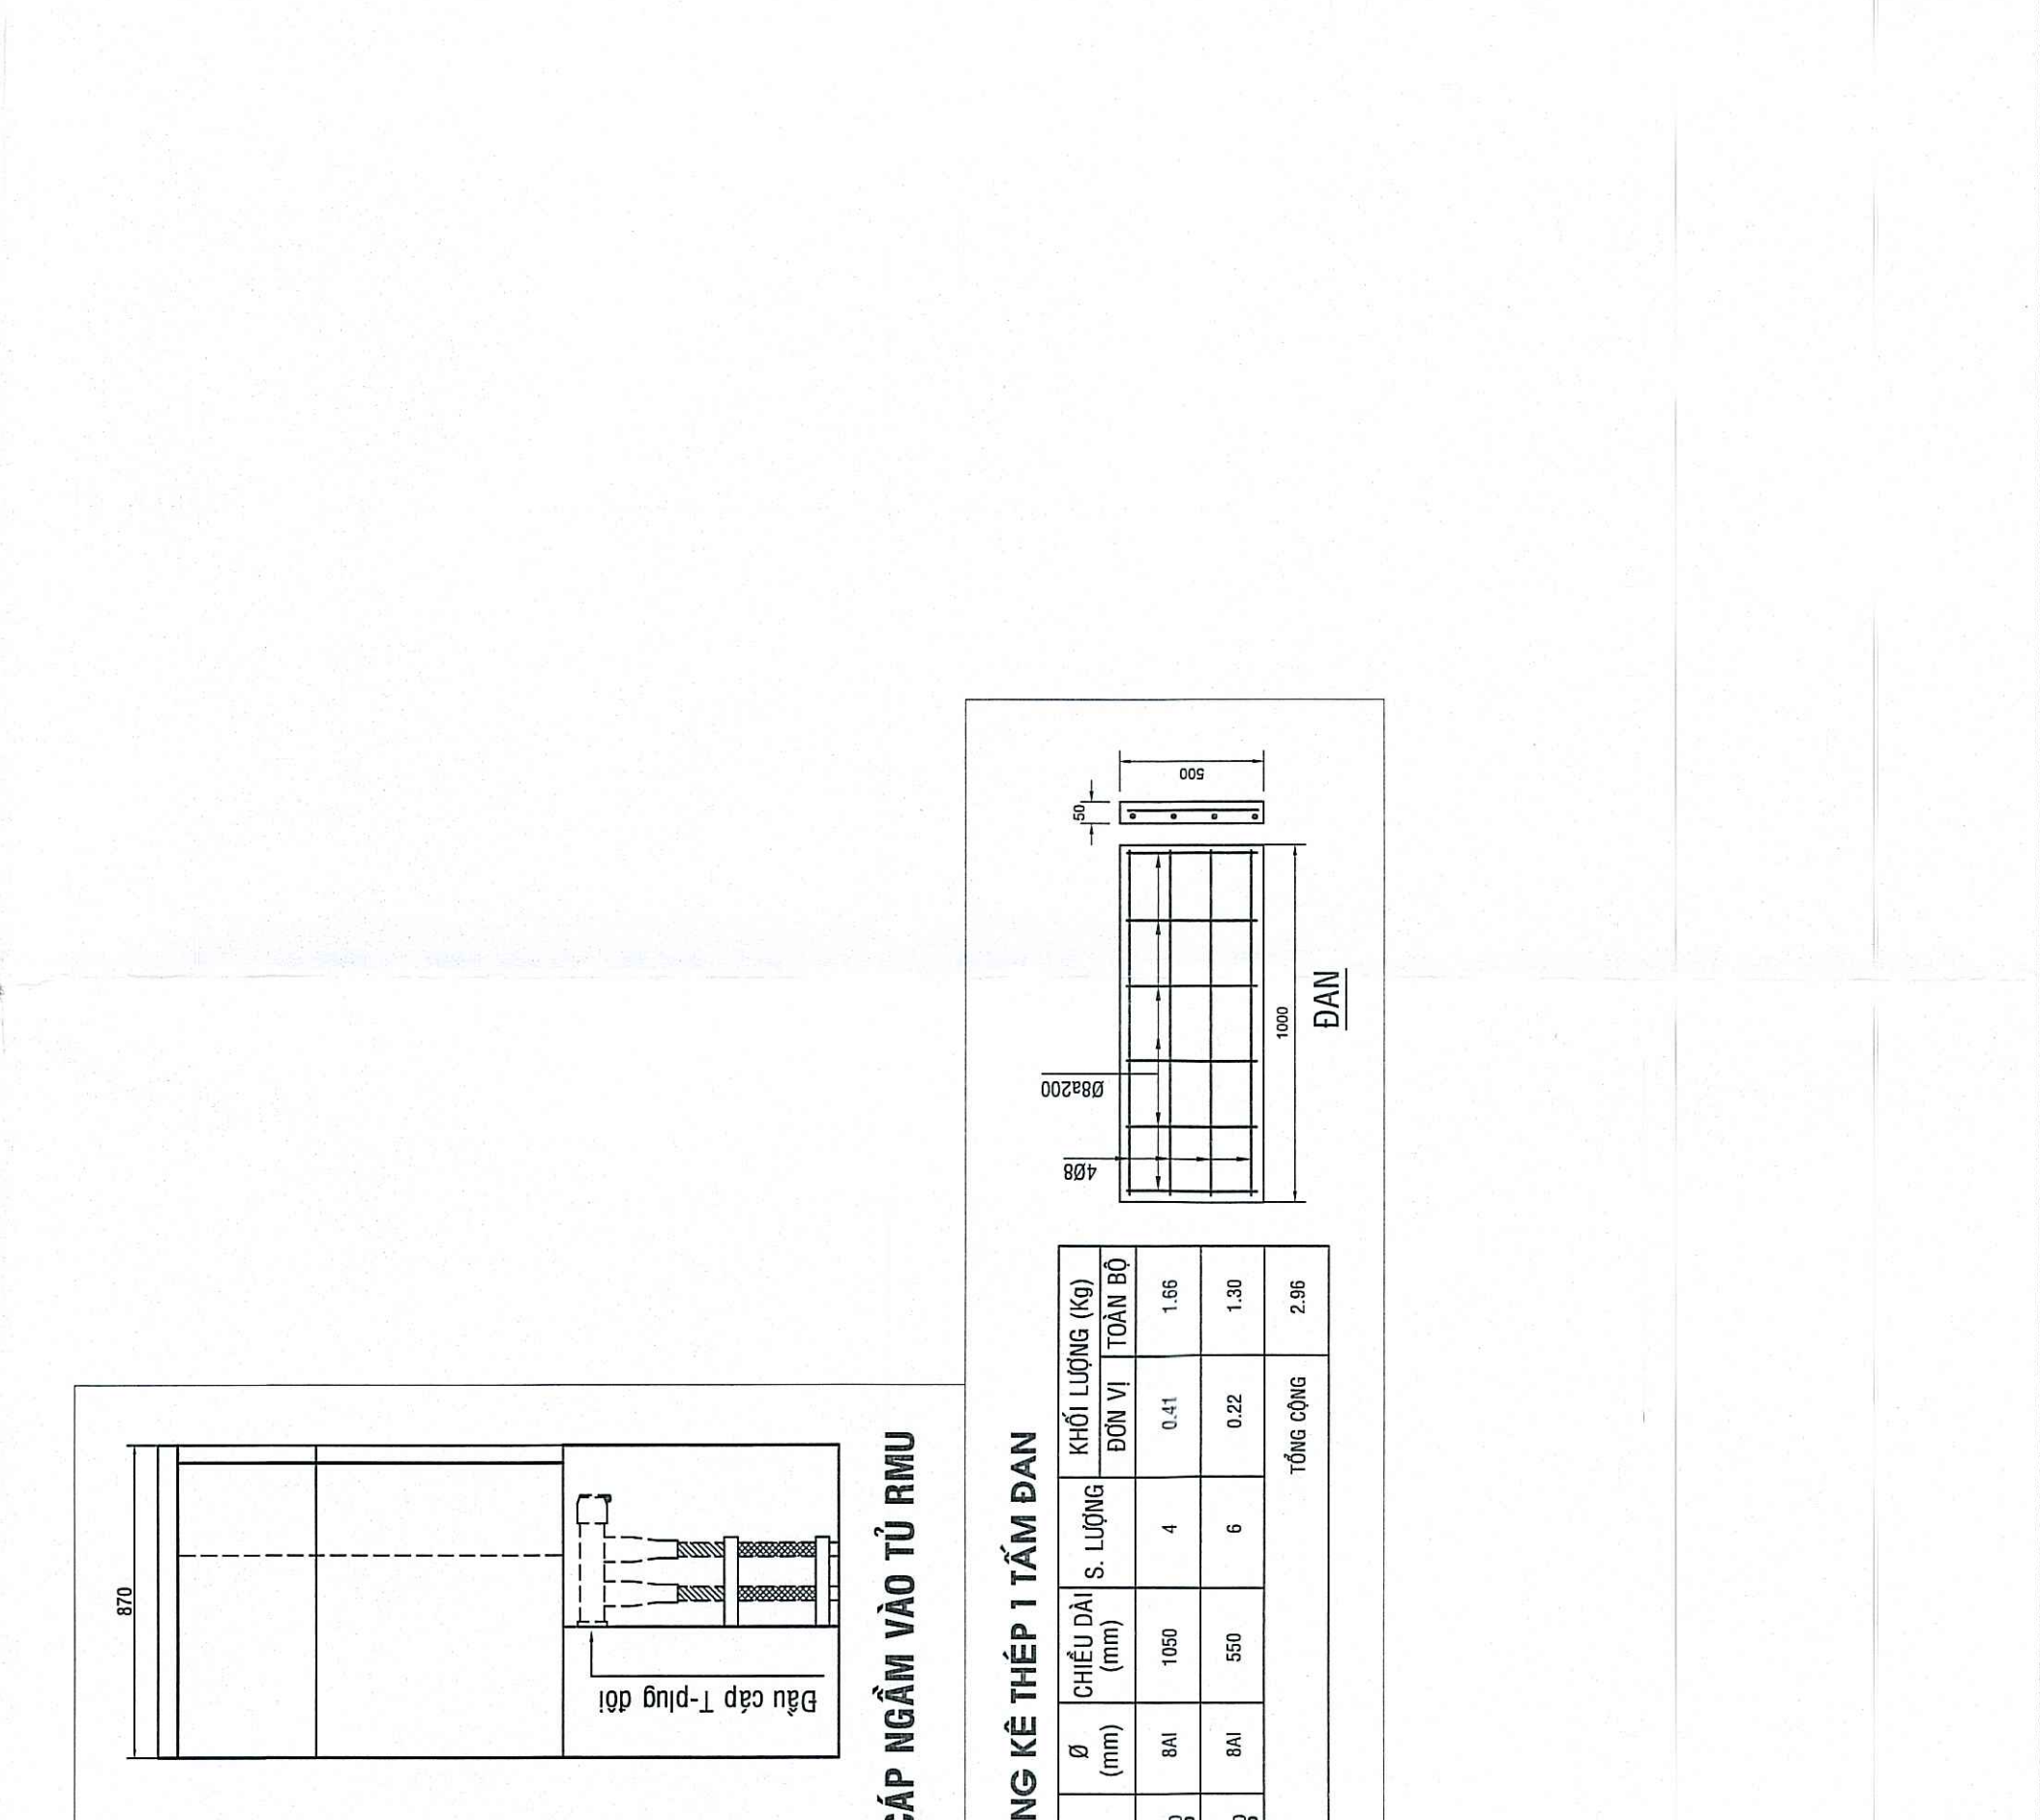 870
Đầu cáp T-plug đôi
CÁP NGẦM VÀO TỦ RMU
NG KÊ THÉP 1 TẤM ĐAN
Ø (mm) CHIỀU DÀI (mm) S. LƯỢNG KHỐI LƯỢNG (Kg)
ĐƠN VỊ TOÀN BỘ
8AI 1050 4 0.41 1.66
8AI 550 6 0.22 1.30
TỔNG CỘNG 2.96
4Ø8
Ø8a200
50
500
1000
ĐAN